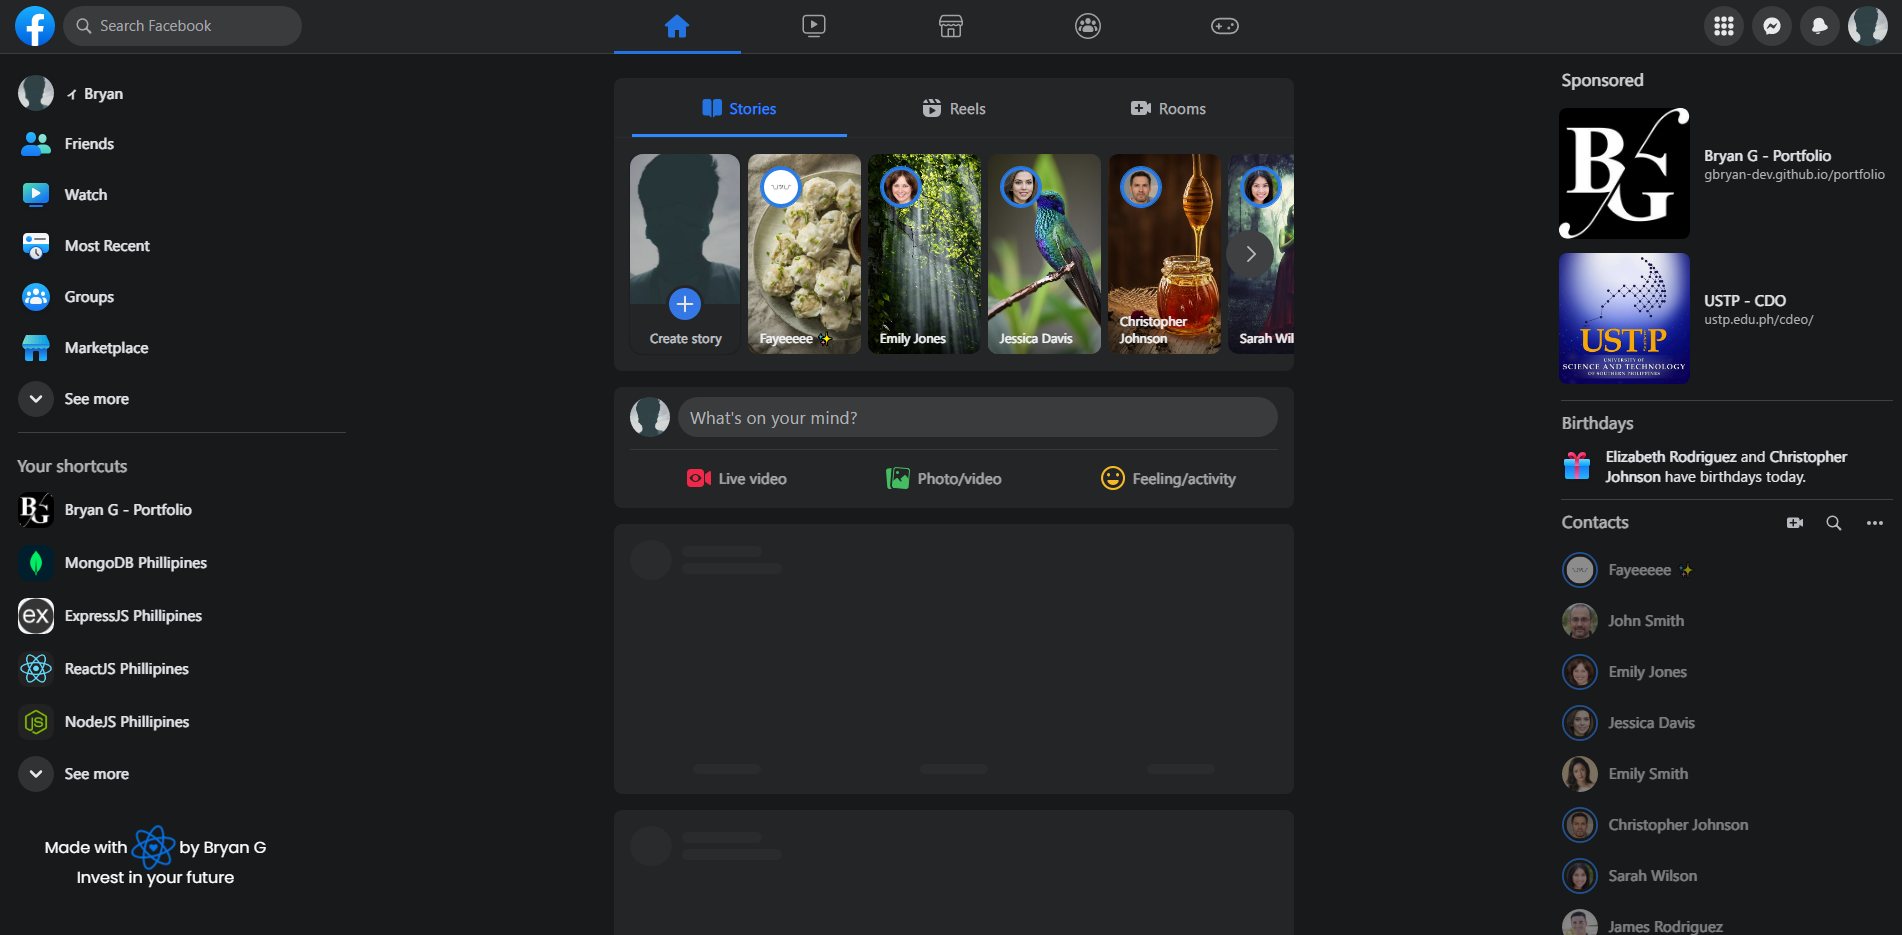 Search Facebook
イ Bryan
Friends
Watch
Most Recent
Groups
Marketplace
See more
Your shortcuts
BG
Bryan G - Portfolio
MongoDB Phillipines
ex
ExpressJS Phillipines
ReactJS Phillipines
JS
NodeJS Phillipines
See more
Made with by Bryan G
Invest in your future
Stories
Reels
Rooms
Create story
Fayeeeee ✨
Emily Jones
Jessica Davis
Christopher
Johnson
Sarah Wil
What's on your mind?
Live video
Photo/video
Feeling/activity
Sponsored
BG
Bryan G - Portfolio
gbryan-dev.github.io/portfolio
USTP
UNIVERSITY OF
SCIENCE AND TECHNOLOGY
OF SOUTHERN PHILIPPINES
USTP - CDO
ustp.edu.ph/cdeo/
Birthdays
Elizabeth Rodriguez and Christopher
Johnson have birthdays today.
Contacts
Fayeeeee ✨
John Smith
Emily Jones
Jessica Davis
Emily Smith
Christopher Johnson
Sarah Wilson
James Rodriguez